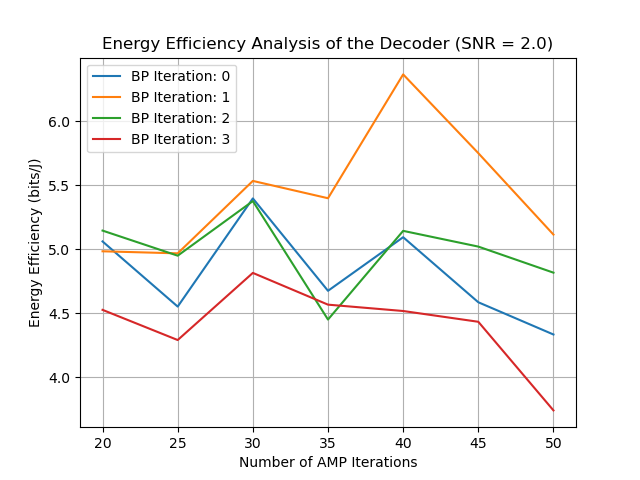 Energy Efficiency Analysis of the Decoder (SNR = 2.0)
BP Iteration: 0
BP Iteration: 1
BP Iteration: 2
BP Iteration: 3
Energy Efficiency (bits/J)
6.0
5.5
5.0
4.5
4.0
20 25 30 35 40 45 50
Number of AMP Iterations